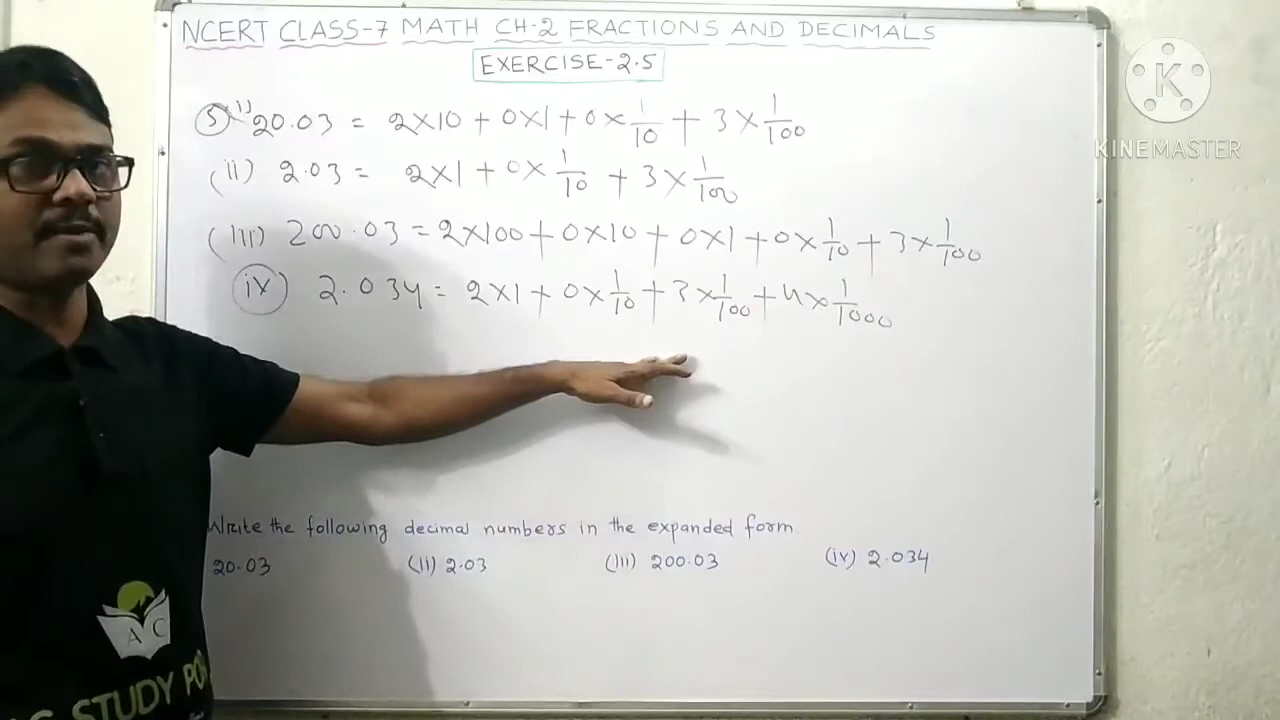 NCERT CLASS-7 MATH CH-2 FRACTIONS AND DECIMALS
EXERCISE-2.5
5 i) 20.03 = 2×10 + 0×1 + 0×1/10 + 3×1/100
(ii) 2.03 = 2×1 + 0×1/10 + 3×1/100
(iii) 200.03 = 2×100 + 0×10 + 0×1 + 0×1/10 + 3×1/100
iv) 2.034 = 2×1 + 0×1/10 + 3×1/100 + 4×1/1000
Write the following decimal numbers in the expanded form.
20.03 (ii) 2.03 (iii) 200.03 (iv) 2.034
K
KINEMASTER
A C
STUDY